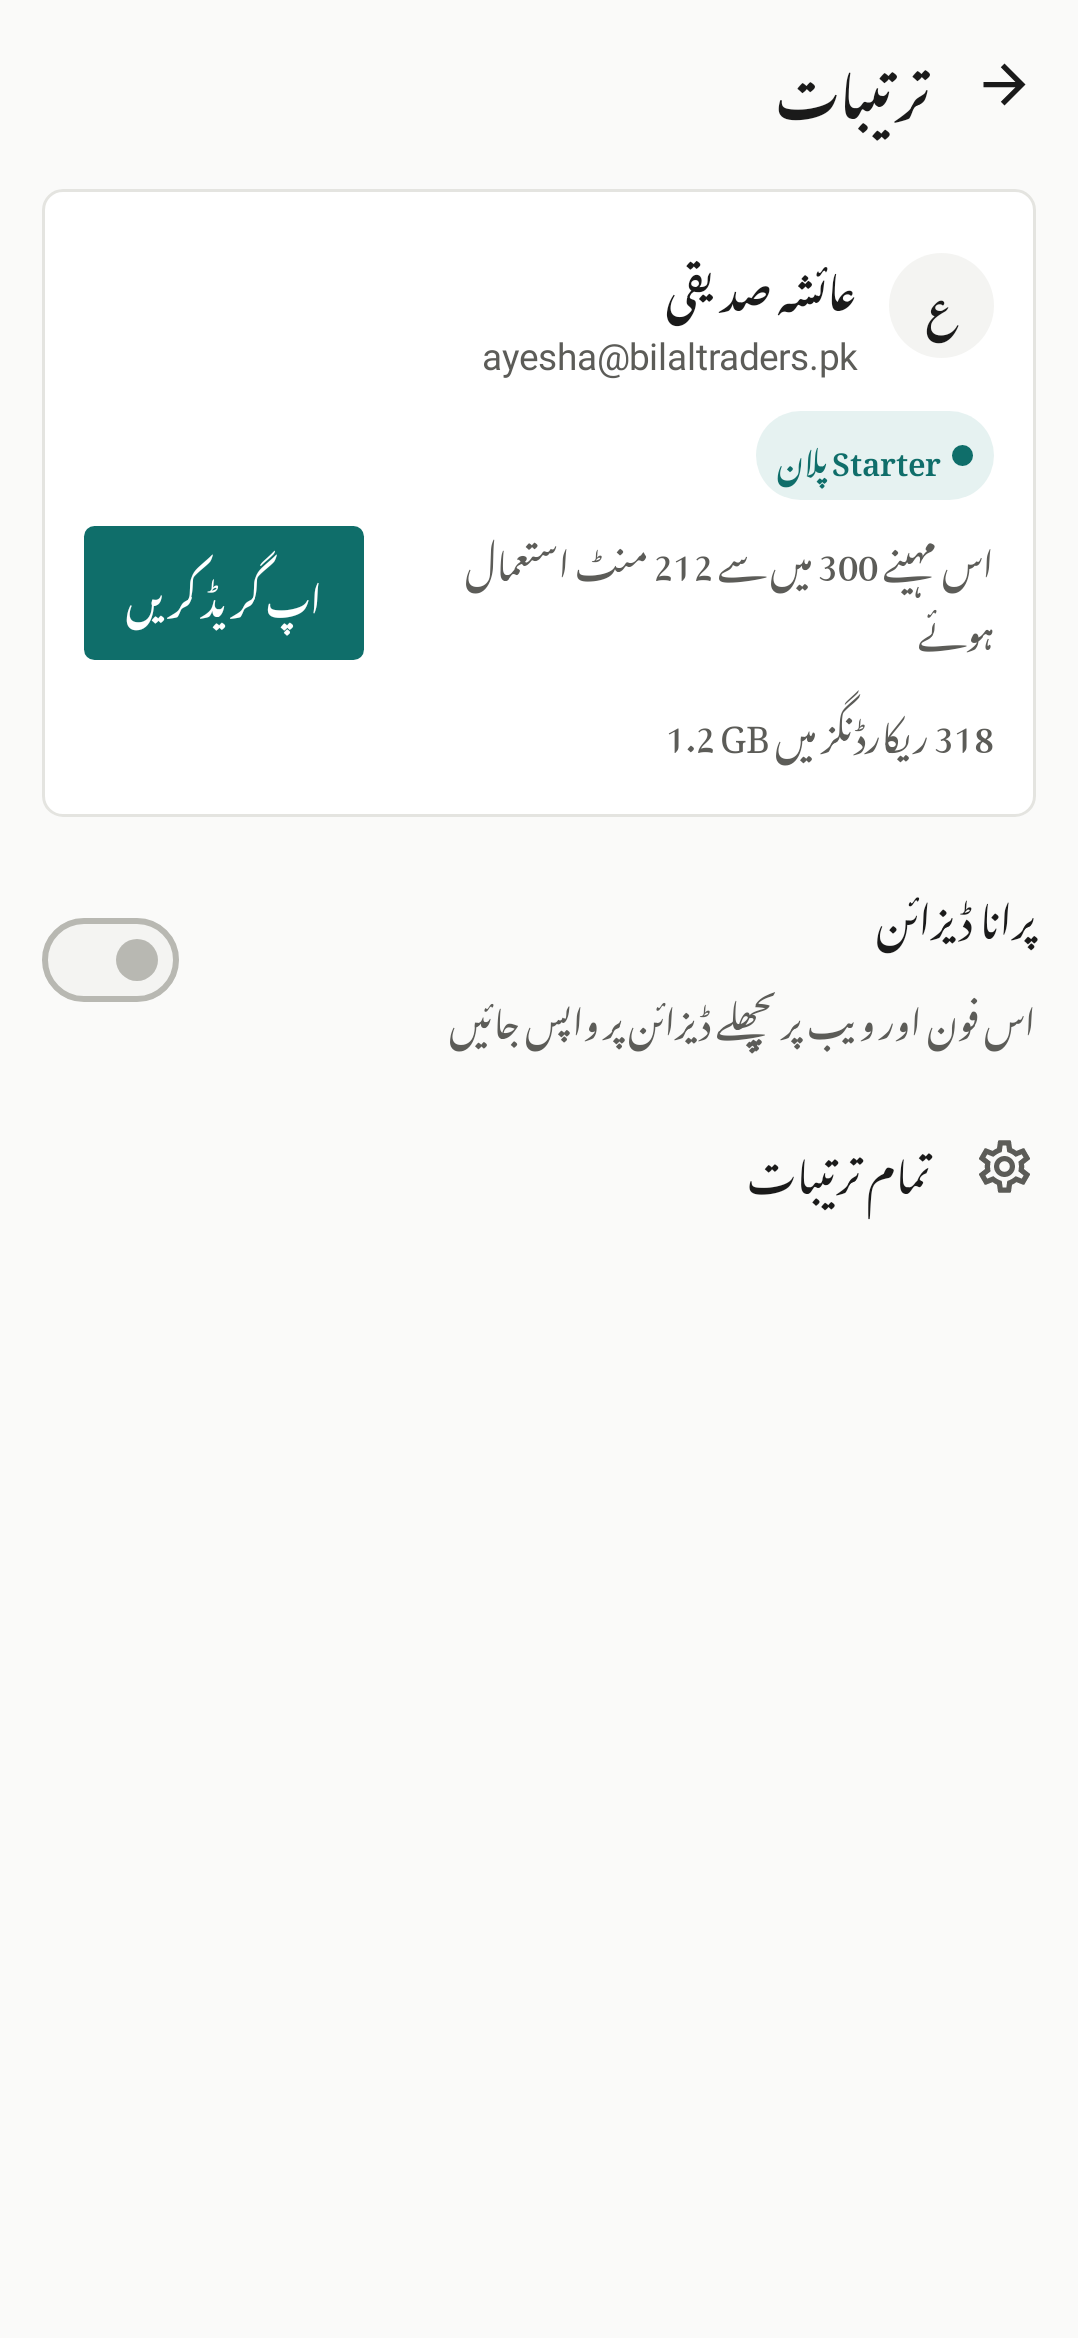 ترتیبات
ع
عائشہ صدیقی
ayesha@bilaltraders.pk
Starter پلان
اس مہینے 300 میں سے 212 منٹ استعمال
ہوئے
اپ گریڈ کریں
318 ریکارڈنگز میں 1.2 GB
پرانا ڈیزائن
اس فون اور ویب پر پچھلے ڈیزائن پر واپس جائیں
تمام ترتیبات